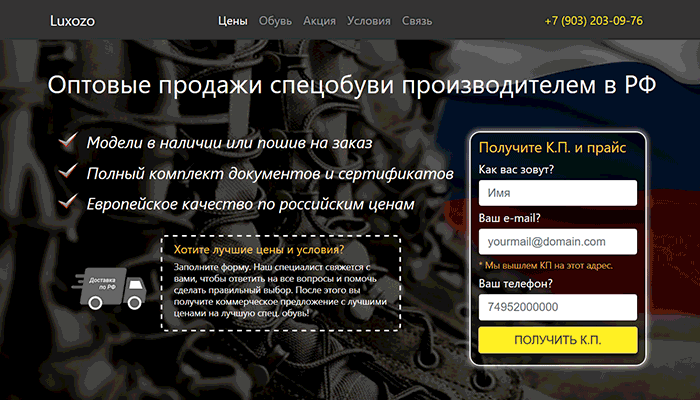 Luxozo
Цены Обувь Акция Условия Связь
+7 (903) 203-09-76
Оптовые продажи спецобуви производителем в РФ
Модели в наличии или пошив на заказ
Полный комплект документов и сертификатов
Европейское качество по российским ценам
Доставка
по РФ
Хотите лучшие цены и условия?
Заполните форму. Наш специалист свяжется с
вами, чтобы ответить на все вопросы и помочь
сделать правильный выбор. После этого вы
получите коммерческое предложение с лучшими
ценами на лучшую спец. обувь!
Получите К.П. и прайс
Как вас зовут?
Имя
Ваш e-mail?
yourmail@domain.com
* Мы вышлем КП на этот адрес.
Ваш телефон?
74952000000
ПОЛУЧИТЬ К.П.